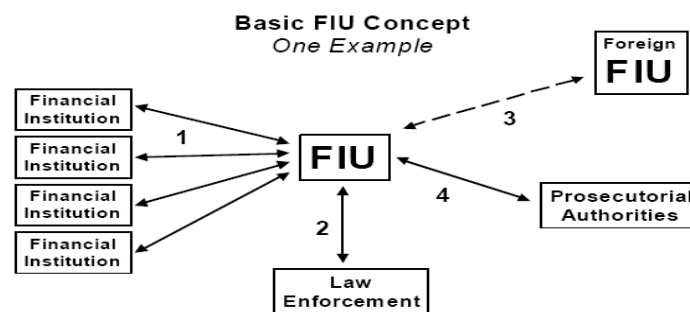 Basic FIU Concept
One Example
Foreign
FIU
Financial
Institution
Financial
Institution
Financial
Institution
Financial
Institution
1
FIU
3
4
Prosecutorial
Authorities
2
Law
Enforcement